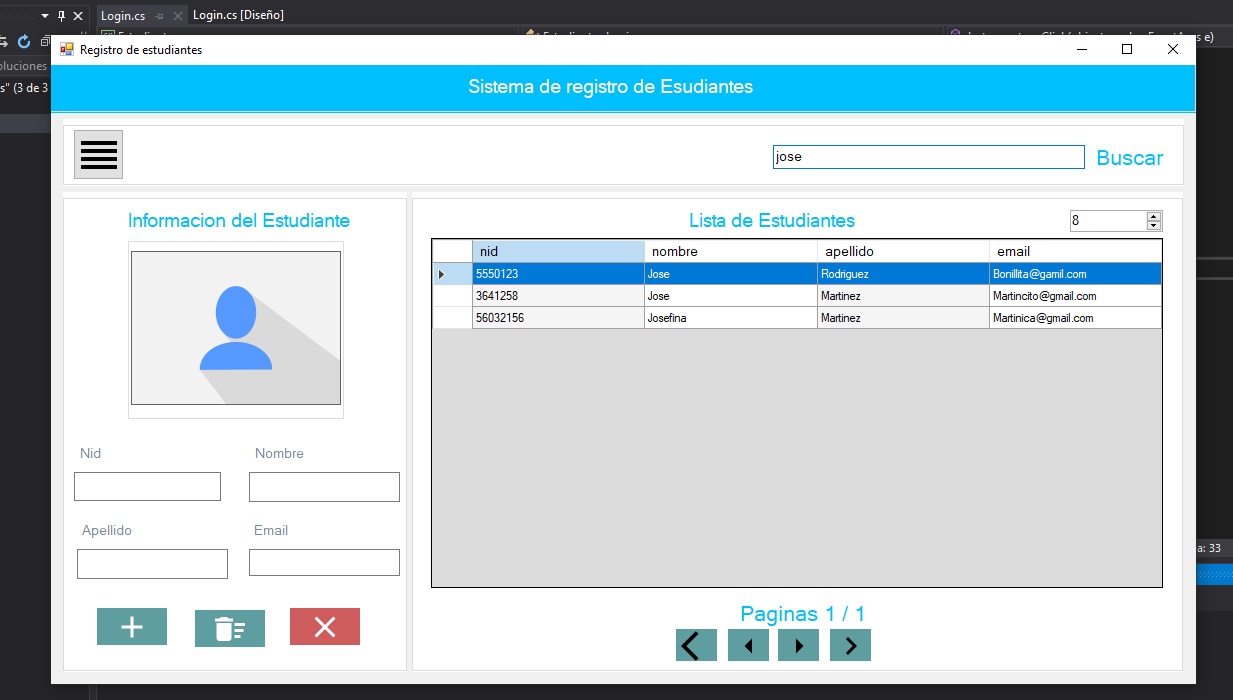 Login.cs Login.cs [Diseño]
oluciones
s" (3 de 3
Registro de estudiantes
Sistema de registro de Esudiantes
jose Buscar
Informacion del Estudiante
Nid Nombre
Apellido Email
Lista de Estudiantes 8
nid nombre apellido email
5550123 Jose Rodriguez Bonillita@gamil.com
3641258 Jose Martinez Martincito@gmail.com
56032156 Josefina Martinez Martinica@gmail.com
Paginas 1 / 1
a: 33